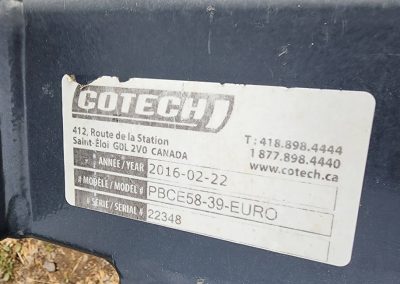 COTECH
412, Route de la Station
Saint-Éloi G0L 2V0 CANADA
T : 418.898.4444
1 877.898.4440
www.cotech.ca
* ANNÉE / YEAR 2016-02-22
# MODÈLE / MODEL # PBCE58-39-EURO
# SÉRIE / SERIAL # 22348